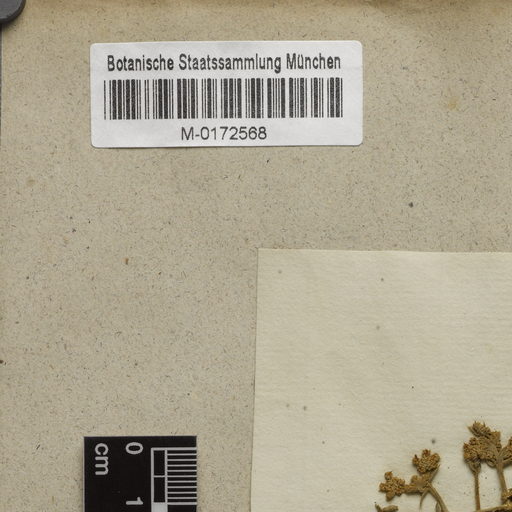 Botanische Staatssammlung München
M-0172568
cm
0
1